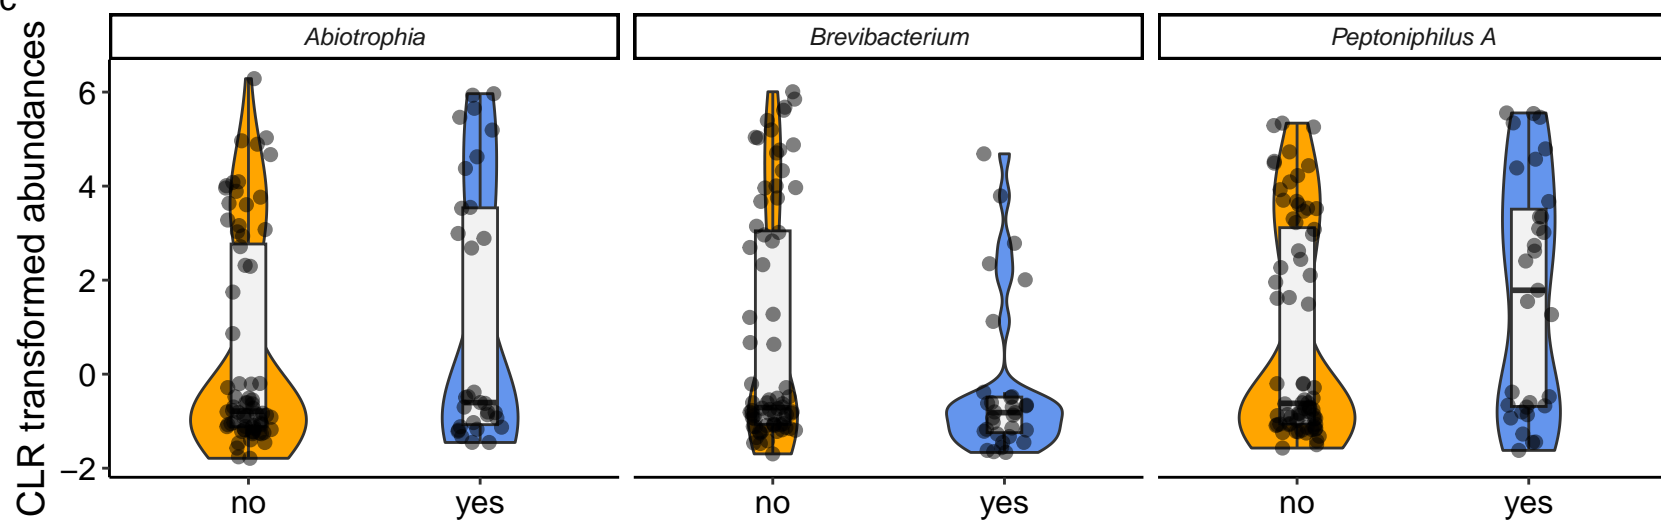 c
Abiotrophia
Brevibacterium
Peptoniphilus A
CLR transformed abundances
6
4
2
0
−2
no
yes
no
yes
no
yes